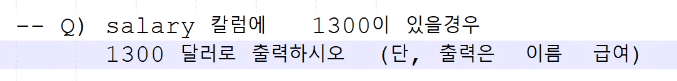 -- Q) salary 칼럼에 1300이 있을경우
1300 달러로 출력하시오 (단, 출력은 이름 급여)